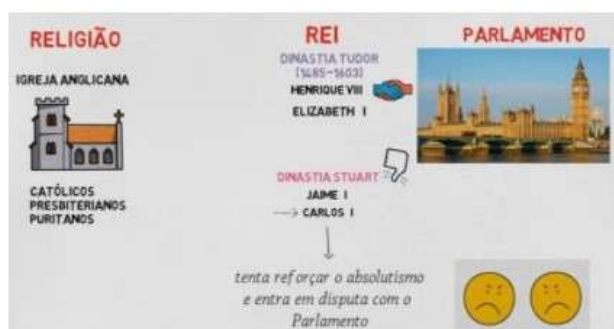 RELIGIÃO
IGREJA ANGLICANA
CATÓLICOS
PRESBITERIANOS
PURITANOS
REI
DINASTIA TUDOR
(1485-1603)
HENRIQUE VIII
ELIZABETH I
DINASTIA STUART
JAIME I
CARLOS I
tenta reforçar o absolutismo
e entra em disputa com o
Parlamento
PARLAMENTO